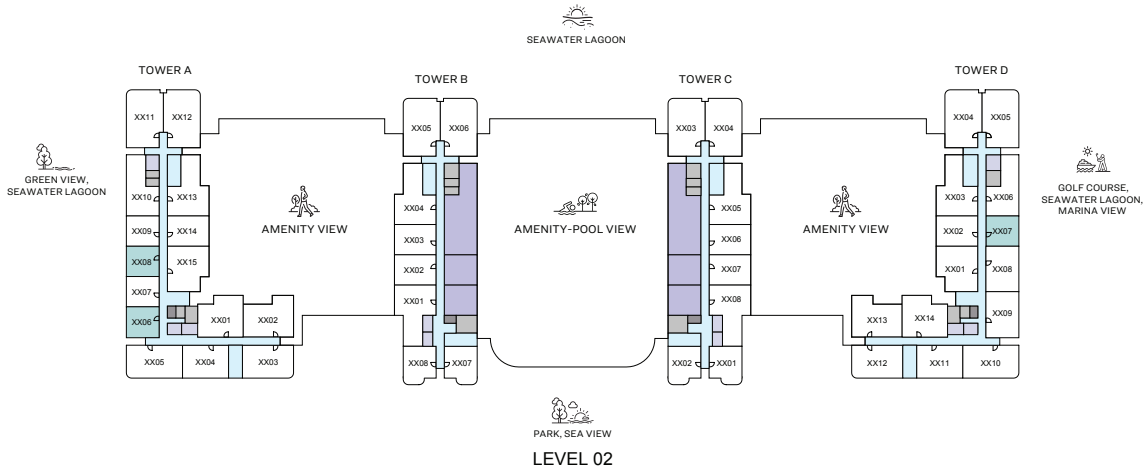 SEAWATER LAGOON
TOWER A
TOWER B
TOWER C
TOWER D
XX11
XX12
XX05
XX06
XX03
XX04
XX04
XX05
GREEN VIEW,
SEAWATER LAGOON
GOLF COURSE,
SEAWATER LAGOON,
MARINA VIEW
XX10
XX13
XX04
XX05
XX03
XX06
XX09
XX14
AMENITY VIEW
XX03
AMENITY-POOL VIEW
XX06
AMENITY VIEW
XX02
XX07
XX08
XX15
XX02
XX07
XX01
XX08
XX07
XX01
XX08
XX06
XX01
XX02
XX13
XX14
XX09
XX05
XX04
XX03
XX08
XX07
XX02
XX01
XX12
XX11
XX10
PARK, SEA VIEW
LEVEL 02